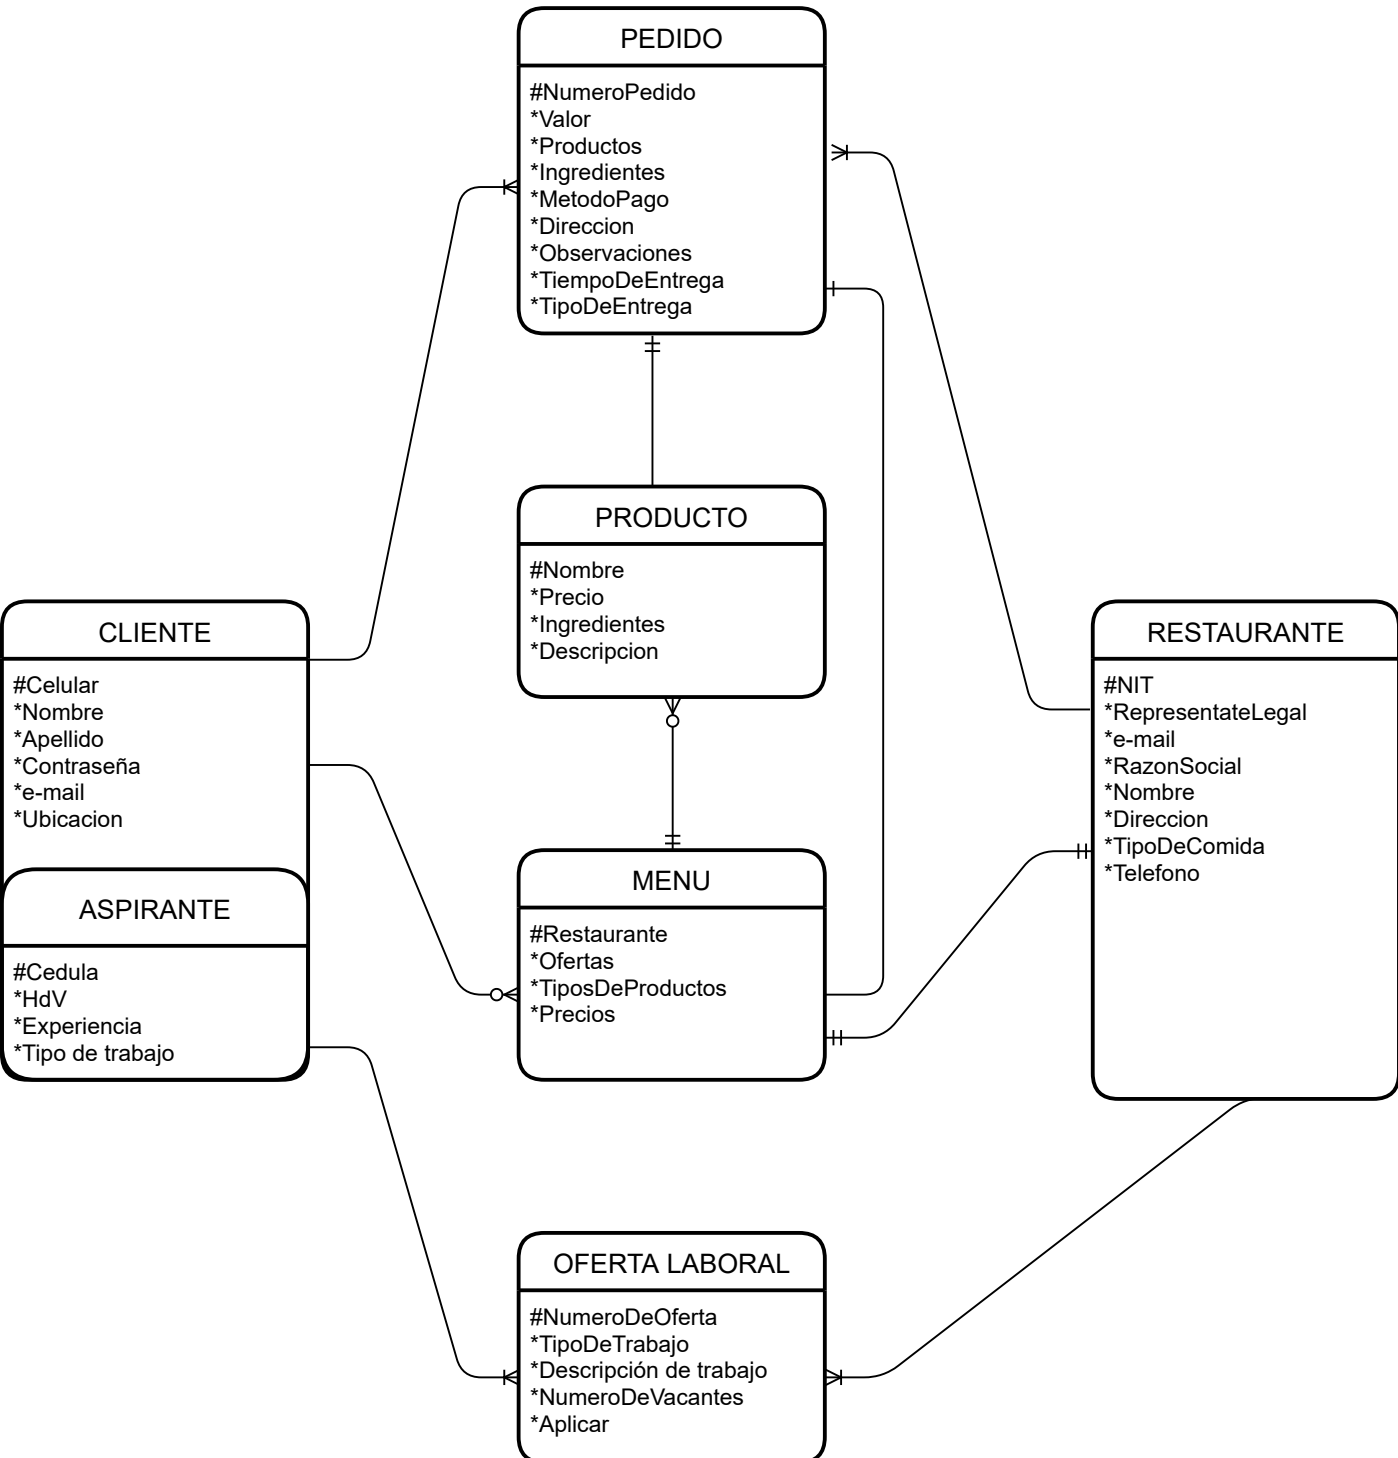 PEDIDO
#NumeroPedido
*Valor
*Productos
*Ingredientes
*MetodoPago
*Direccion
*Observaciones
*TiempoDeEntrega
*TipoDeEntrega
PRODUCTO
#Nombre
*Precio
*Ingredientes
*Descripcion
CLIENTE
#Celular
*Nombre
*Apellido
*Contraseña
*e-mail
*Ubicacion
ASPIRANTE
#Cedula
*HdV
*Experiencia
*Tipo de trabajo
MENU
#Restaurante
*Ofertas
*TiposDeProductos
*Precios
RESTAURANTE
#NIT
*RepresentateLegal
*e-mail
*RazonSocial
*Nombre
*Direccion
*TipoDeComida
*Telefono
OFERTA LABORAL
#NumeroDeOferta
*TipoDeTrabajo
*Descripción de trabajo
*NumeroDeVacantes
*Aplicar